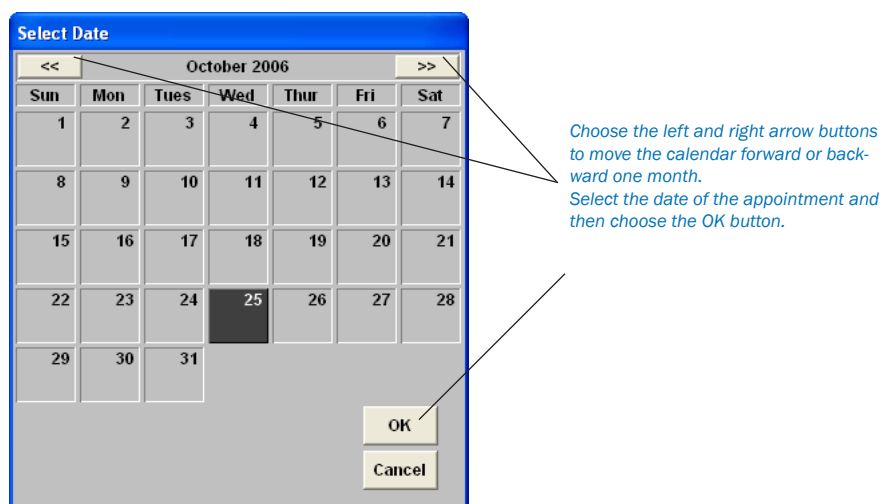 Select Date
<< October 2006 >>
Sun Mon Tues Wed Thur Fri Sat
1 2 3 4 5 6 7
8 9 10 11 12 13 14
15 16 17 18 19 20 21
22 23 24 25 26 27 28
29 30 31
OK
Cancel
Choose the left and right arrow buttons
to move the calendar forward or back-
ward one month.
Select the date of the appointment and
then choose the OK button.